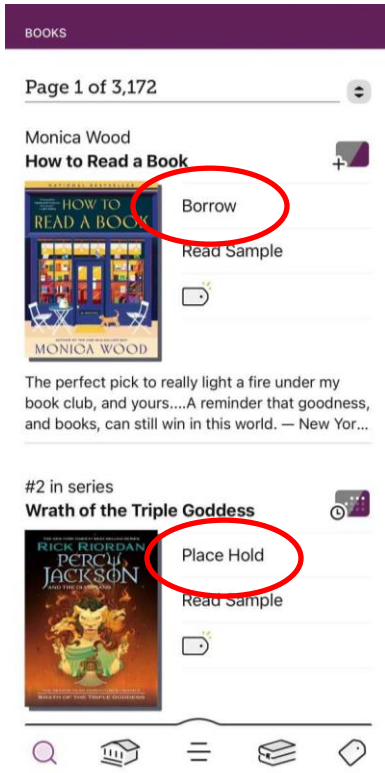 BOOKS
Page 1 of 3,172
Monica Wood
How to Read a Book
NATIONAL BESTSELLER
HOW TO
READ A BOOK
MONICA WOOD
Borrow
Read Sample
The perfect pick to really light a fire under my
book club, and yours....A reminder that goodness,
and books, can still win in this world. — New Yor...
#2 in series
Wrath of the Triple Goddess
RICK RIORDAN
PERCY
JACKSON
AND THE OLYMPIANS
WRATH OF THE TRIPLE GODDESS
Place Hold
Read Sample